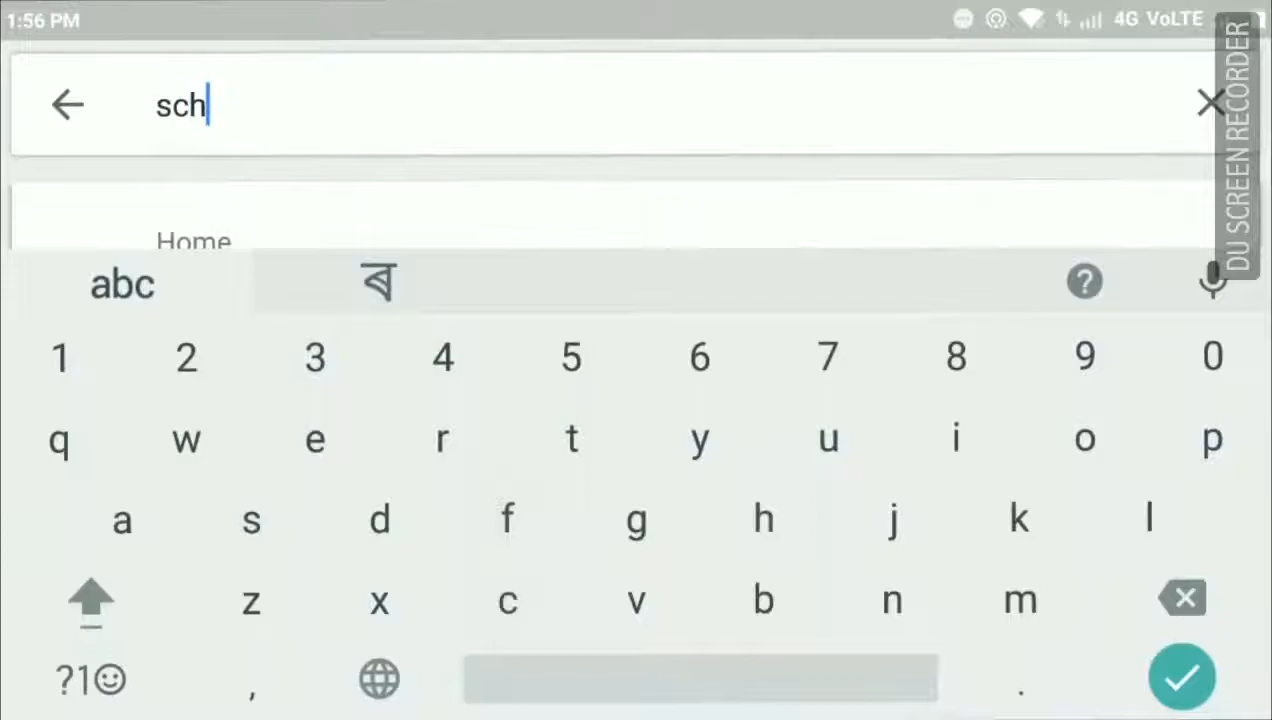 1:56 PM
4G VoLTE
DU SCREEN RECORDER
sch
Home
abc
ব
1 2 3 4 5 6 7 8 9 0
q w e r t y u i o p
a s d f g h j k l
z x c v b n m
?1☺ , .